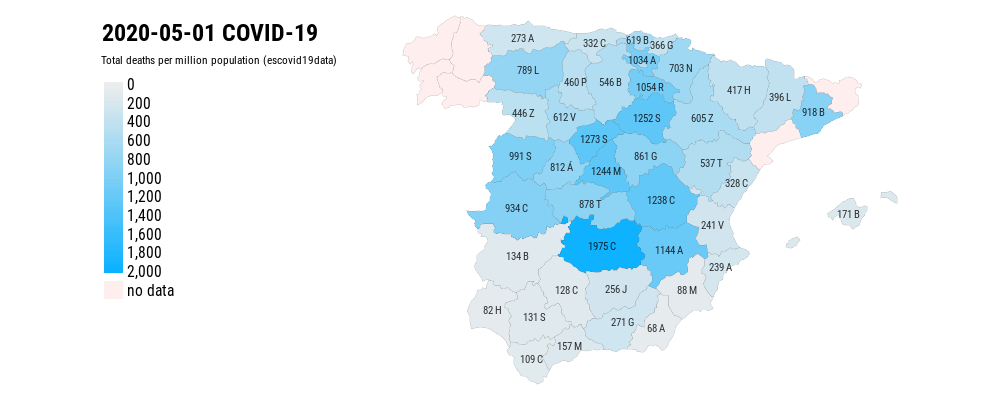 2020-05-01 COVID-19
Total deaths per million population (escovid19data)
0
200
400
600
800
1,000
1,200
1,400
1,600
1,800
2,000
no data
273 A
332 C
619 B
366 G
789 L
1034 A
703 N
460 P
546 B
1054 R
417 H
396 L
918 B
446 Z
612 V
1252 S
605 Z
1273 S
991 S
812 Á
1244 M
861 G
537 T
328 C
934 C
878 T
1238 C
171 B
241 V
134 B
1975 C
1144 A
239 A
128 C
256 J
88 M
82 H
131 S
271 G
68 A
109 C
157 M